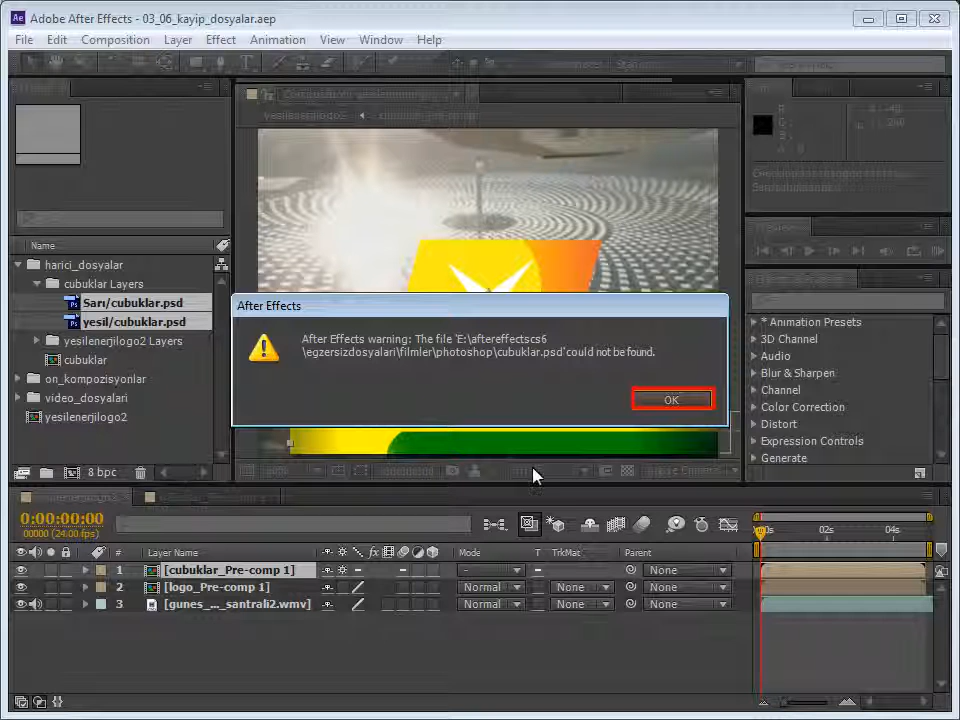 Adobe After Effects - 03_06_kayip_dosyalar.aep
File Edit Composition Layer Effect Animation View Window Help
Name
harici_dosyalar
cubuklar Layers
Sarı/cubuklar.psd
yesil/cubuklar.psd
yesilenerjilogo2 Layers
cubuklar
on_kompozisyonlar
video_dosyalari
yesilenerjilogo2
8 bpc
After Effects
After Effects warning: The file 'E:\aftereffectscs6
\egzersizdosyalari\filmler\photoshop\cubuklar.psd' could not be found.
OK
* Animation Presets
3D Channel
Audio
Blur & Sharpen
Channel
Color Correction
Distort
Expression Controls
Generate
0:00:00:00
00000 (24.00 fps)
# Layer Name Mode T TrkMat Parent
1 [cubuklar_Pre-comp 1] - None
2 [logo_Pre-comp 1] Normal None None
3 [gunes_..._santrali2.wmv] Normal None None
02s 04s